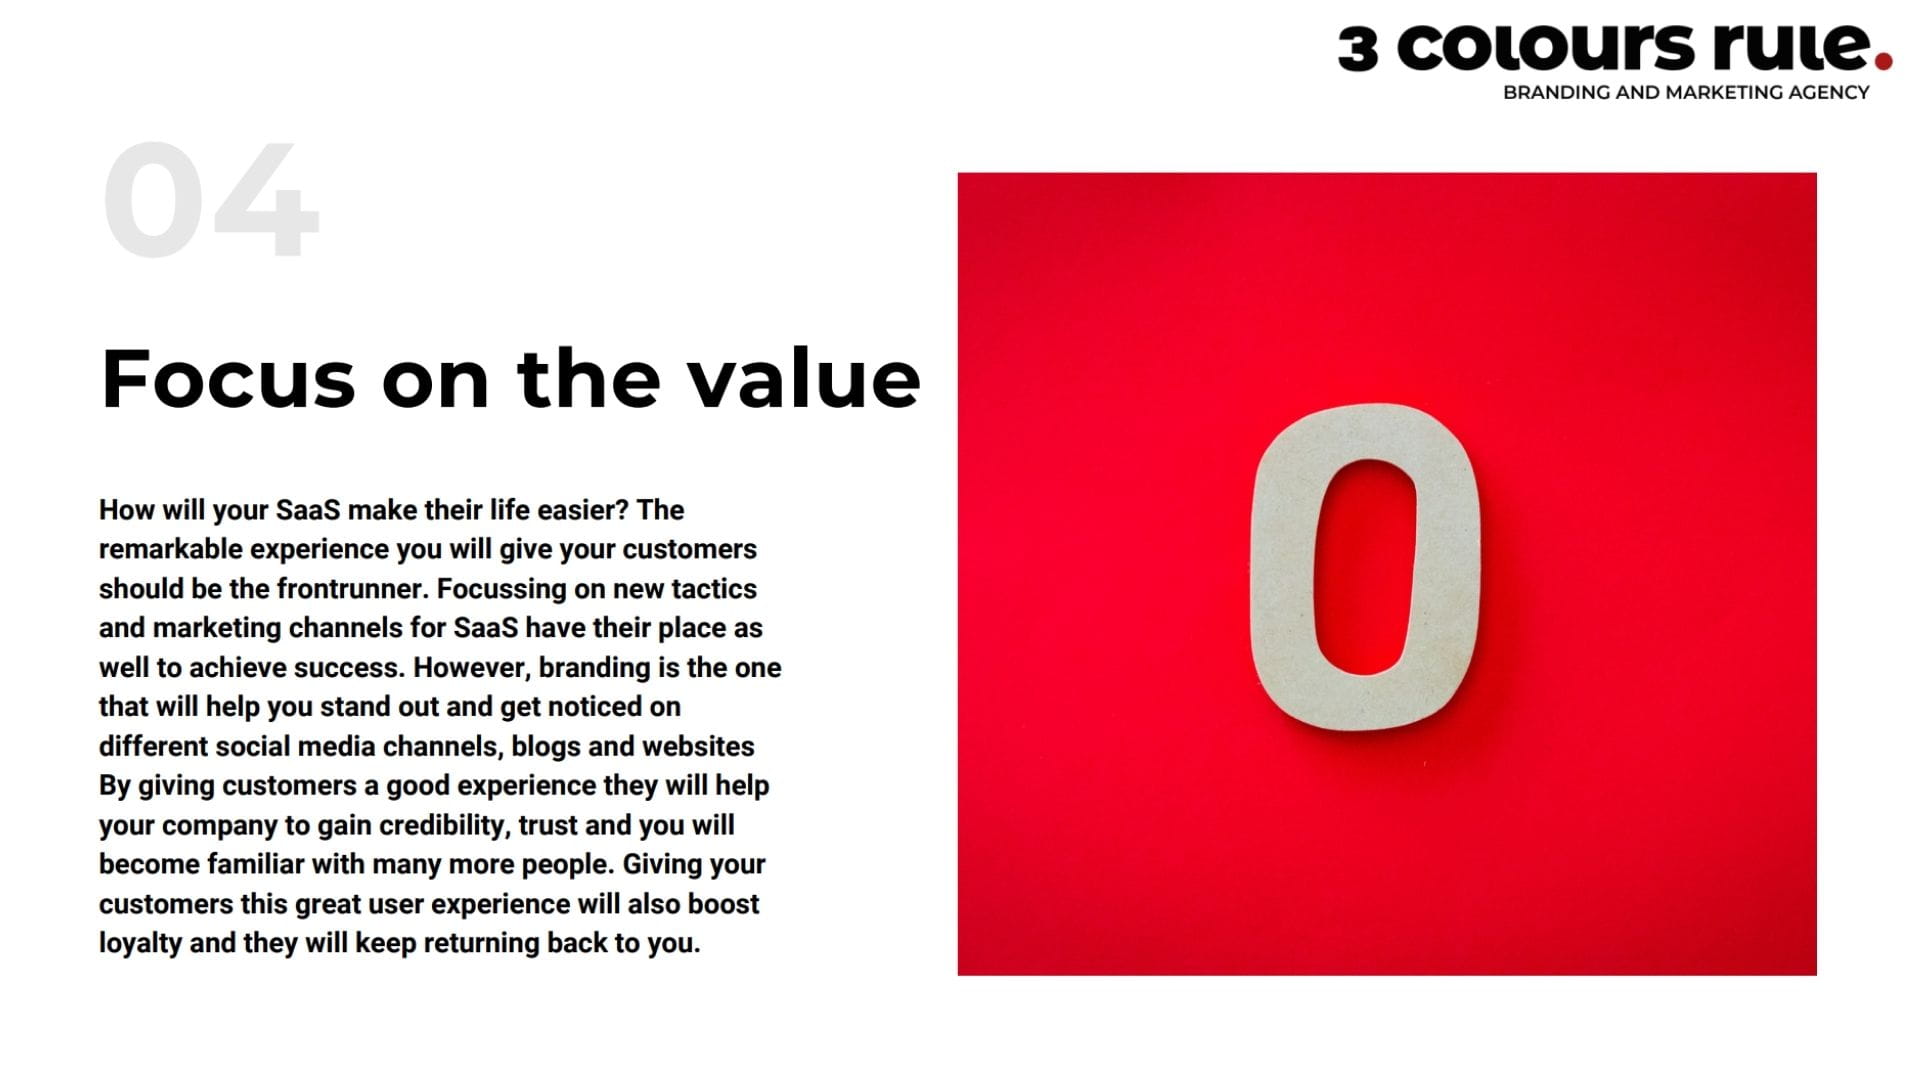 3 colours rule.
BRANDING AND MARKETING AGENCY
04
Focus on the value
How will your SaaS make their life easier? The
remarkable experience you will give your customers
should be the frontrunner. Focussing on new tactics
and marketing channels for SaaS have their place as
well to achieve success. However, branding is the one
that will help you stand out and get noticed on
different social media channels, blogs and websites
By giving customers a good experience they will help
your company to gain credibility, trust and you will
become familiar with many more people. Giving your
customers this great user experience will also boost
loyalty and they will keep returning back to you.
0